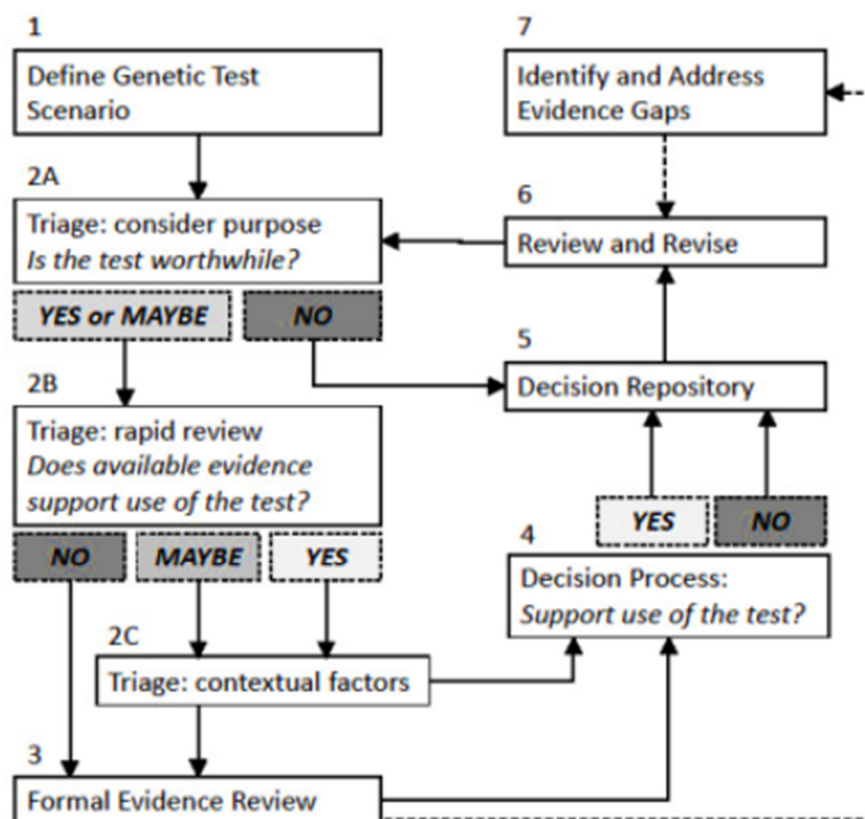 1
Define Genetic Test
Scenario
2A
Triage: consider purpose
Is the test worthwhile?
YES or MAYBE
NO
2B
Triage: rapid review
Does available evidence
support use of the test?
NO
MAYBE
YES
2C
Triage: contextual factors
3
Formal Evidence Review
7
Identify and Address
Evidence Gaps
6
Review and Revise
5
Decision Repository
YES
NO
4
Decision Process:
Support use of the test?